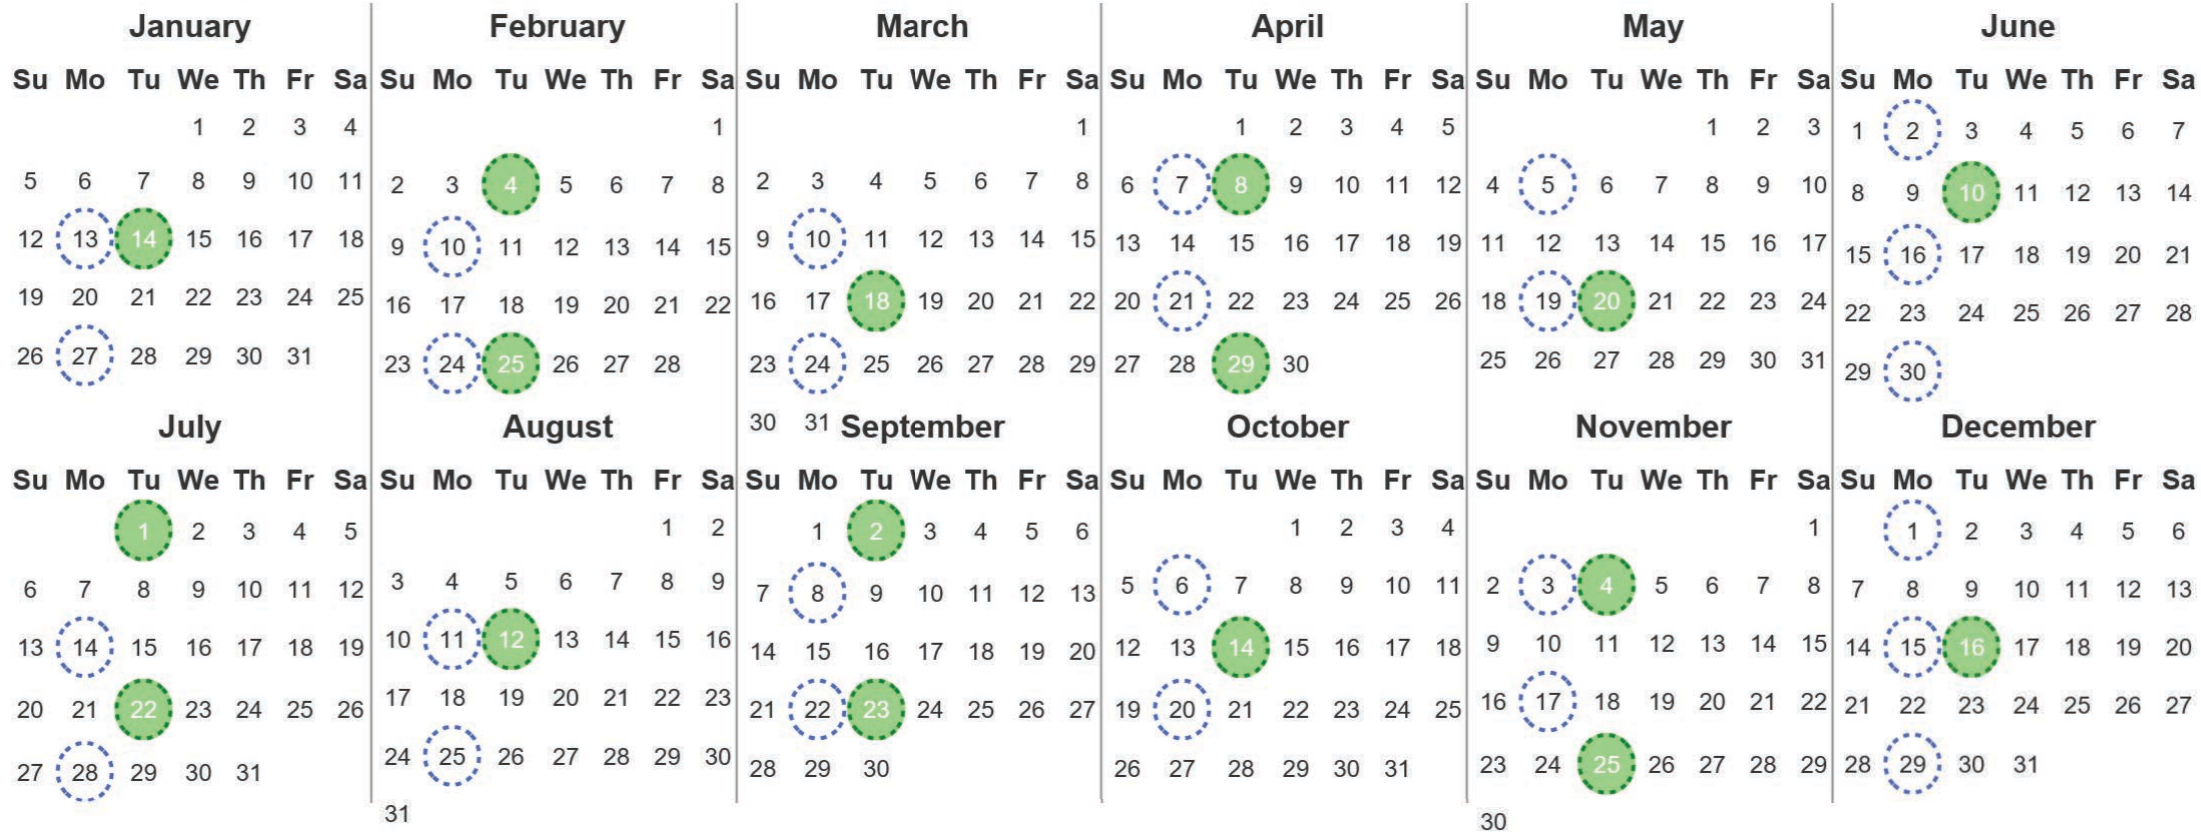 January
Su Mo Tu We Th Fr Sa
1 2 3 4
5 6 7 8 9 10 11
12 13 14 15 16 17 18
19 20 21 22 23 24 25
26 27 28 29 30 31
February
Su Mo Tu We Th Fr Sa
1
2 3 4 5 6 7 8
9 10 11 12 13 14 15
16 17 18 19 20 21 22
23 24 25 26 27 28
March
Su Mo Tu We Th Fr Sa
1
2 3 4 5 6 7 8
9 10 11 12 13 14 15
16 17 18 19 20 21 22
23 24 25 26 27 28 29
30 31
April
Su Mo Tu We Th Fr Sa
1 2 3 4 5
6 7 8 9 10 11 12
13 14 15 16 17 18 19
20 21 22 23 24 25 26
27 28 29 30
May
Su Mo Tu We Th Fr Sa
1 2 3
4 5 6 7 8 9 10
11 12 13 14 15 16 17
18 19 20 21 22 23 24
25 26 27 28 29 30 31
June
Su Mo Tu We Th Fr Sa
1 2 3 4 5 6 7
8 9 10 11 12 13 14
15 16 17 18 19 20 21
22 23 24 25 26 27 28
29 30
July
Su Mo Tu We Th Fr Sa
1 2 3 4 5
6 7 8 9 10 11 12
13 14 15 16 17 18 19
20 21 22 23 24 25 26
27 28 29 30 31
August
Su Mo Tu We Th Fr Sa
1 2
3 4 5 6 7 8 9
10 11 12 13 14 15 16
17 18 19 20 21 22 23
24 25 26 27 28 29 30
31
September
Su Mo Tu We Th Fr Sa
1 2 3 4 5 6
7 8 9 10 11 12 13
14 15 16 17 18 19 20
21 22 23 24 25 26 27
28 29 30
October
Su Mo Tu We Th Fr Sa
1 2 3 4
5 6 7 8 9 10 11
12 13 14 15 16 17 18
19 20 21 22 23 24 25
26 27 28 29 30 31
November
Su Mo Tu We Th Fr Sa
1
2 3 4 5 6 7 8
9 10 11 12 13 14 15
16 17 18 19 20 21 22
23 24 25 26 27 28 29
30
December
Su Mo Tu We Th Fr Sa
1 2 3 4 5 6
7 8 9 10 11 12 13
14 15 16 17 18 19 20
21 22 23 24 25 26 27
28 29 30 31